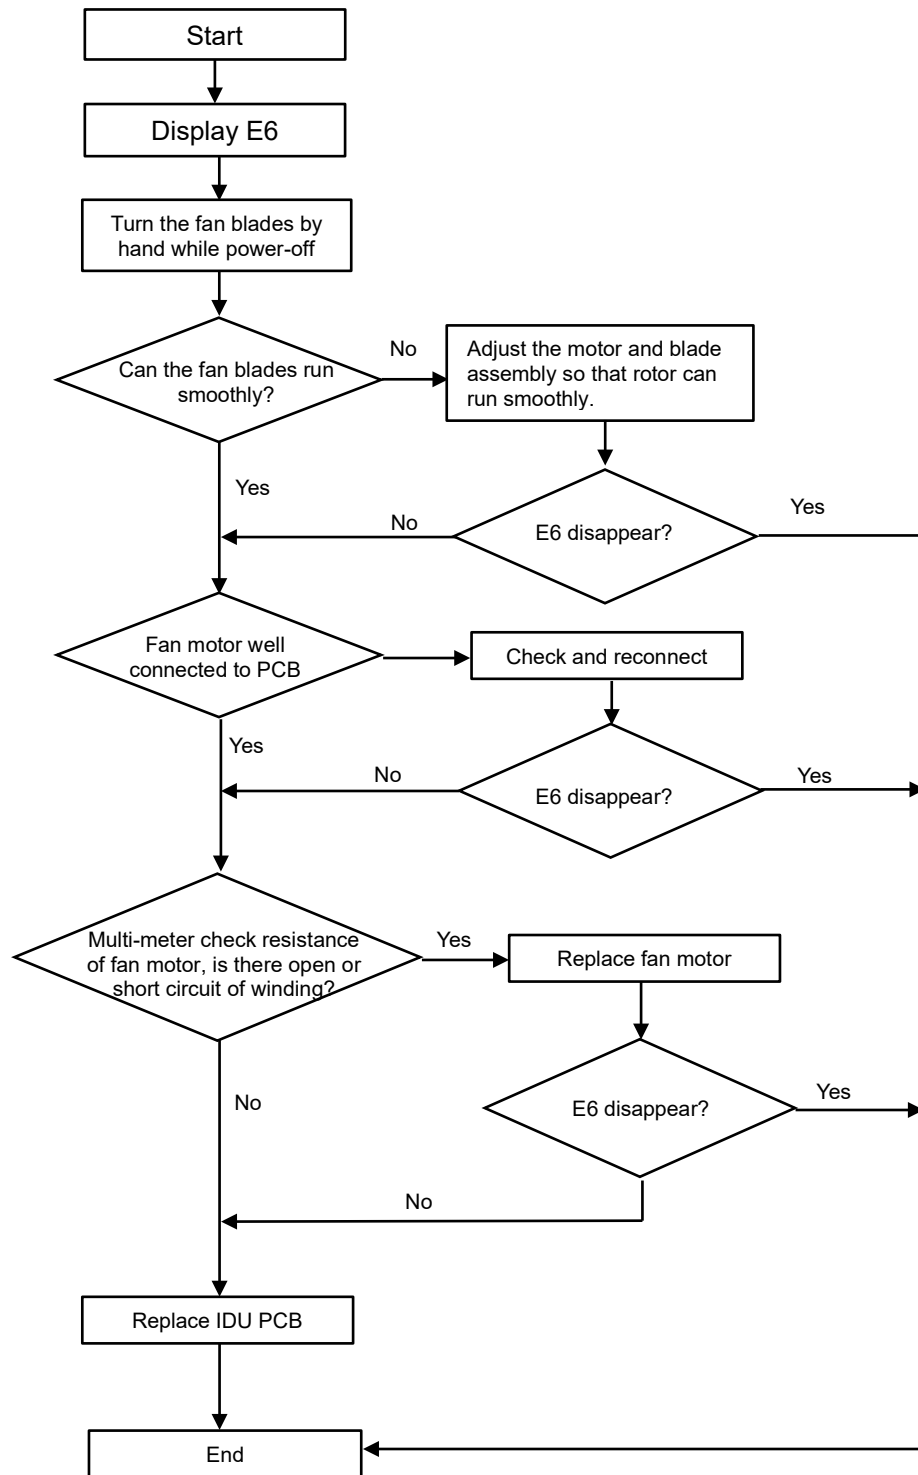 Start
Display E6
Turn the fan blades by
hand while power-off
Can the fan blades run
smoothly?
No
Adjust the motor and blade
assembly so that rotor can
run smoothly.
Yes
No
E6 disappear?
Yes
Fan motor well
connected to PCB
Check and reconnect
Yes
No
E6 disappear?
Yes
Multi-meter check resistance
of fan motor, is there open or
short circuit of winding?
Yes
Replace fan motor
No
E6 disappear?
Yes
No
Replace IDU PCB
End